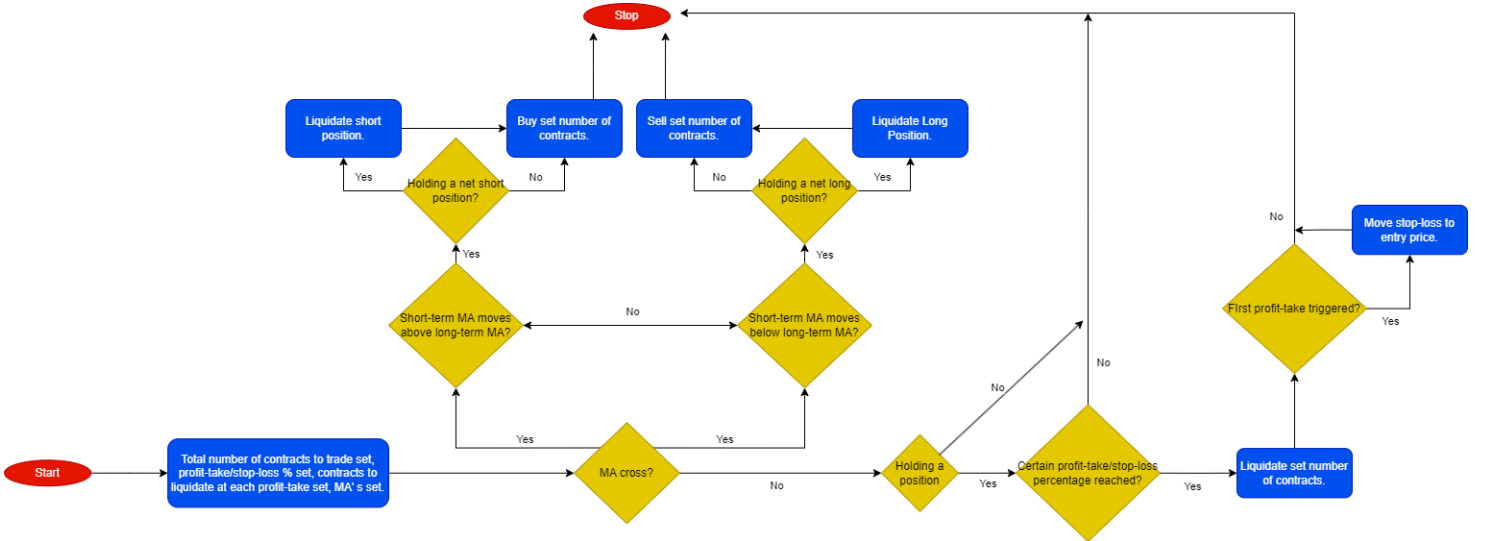 Stop
Liquidate short
position.
Buy set number of
contracts.
Sell set number of
contracts.
Liquidate Long
Position.
Yes
Holding a net short
position?
No
No
Holding a net long
position?
Yes
No
Move stop-loss to
entry price.
Yes
Yes
Short-term MA moves
above long-term MA?
No
Short-term MA moves
below long-term MA?
FIrst profit-take triggered?
Yes
No
No
Yes
Yes
Start
Total number of contracts to trade set,
profit-take/stop-loss % set, contracts to
liquidate at each profit-take set, MA' s set.
MA cross?
No
Holding a
position
Yes
Certain profit-take/stop-loss
percentage reached?
Yes
Liquidate set number
of contracts.